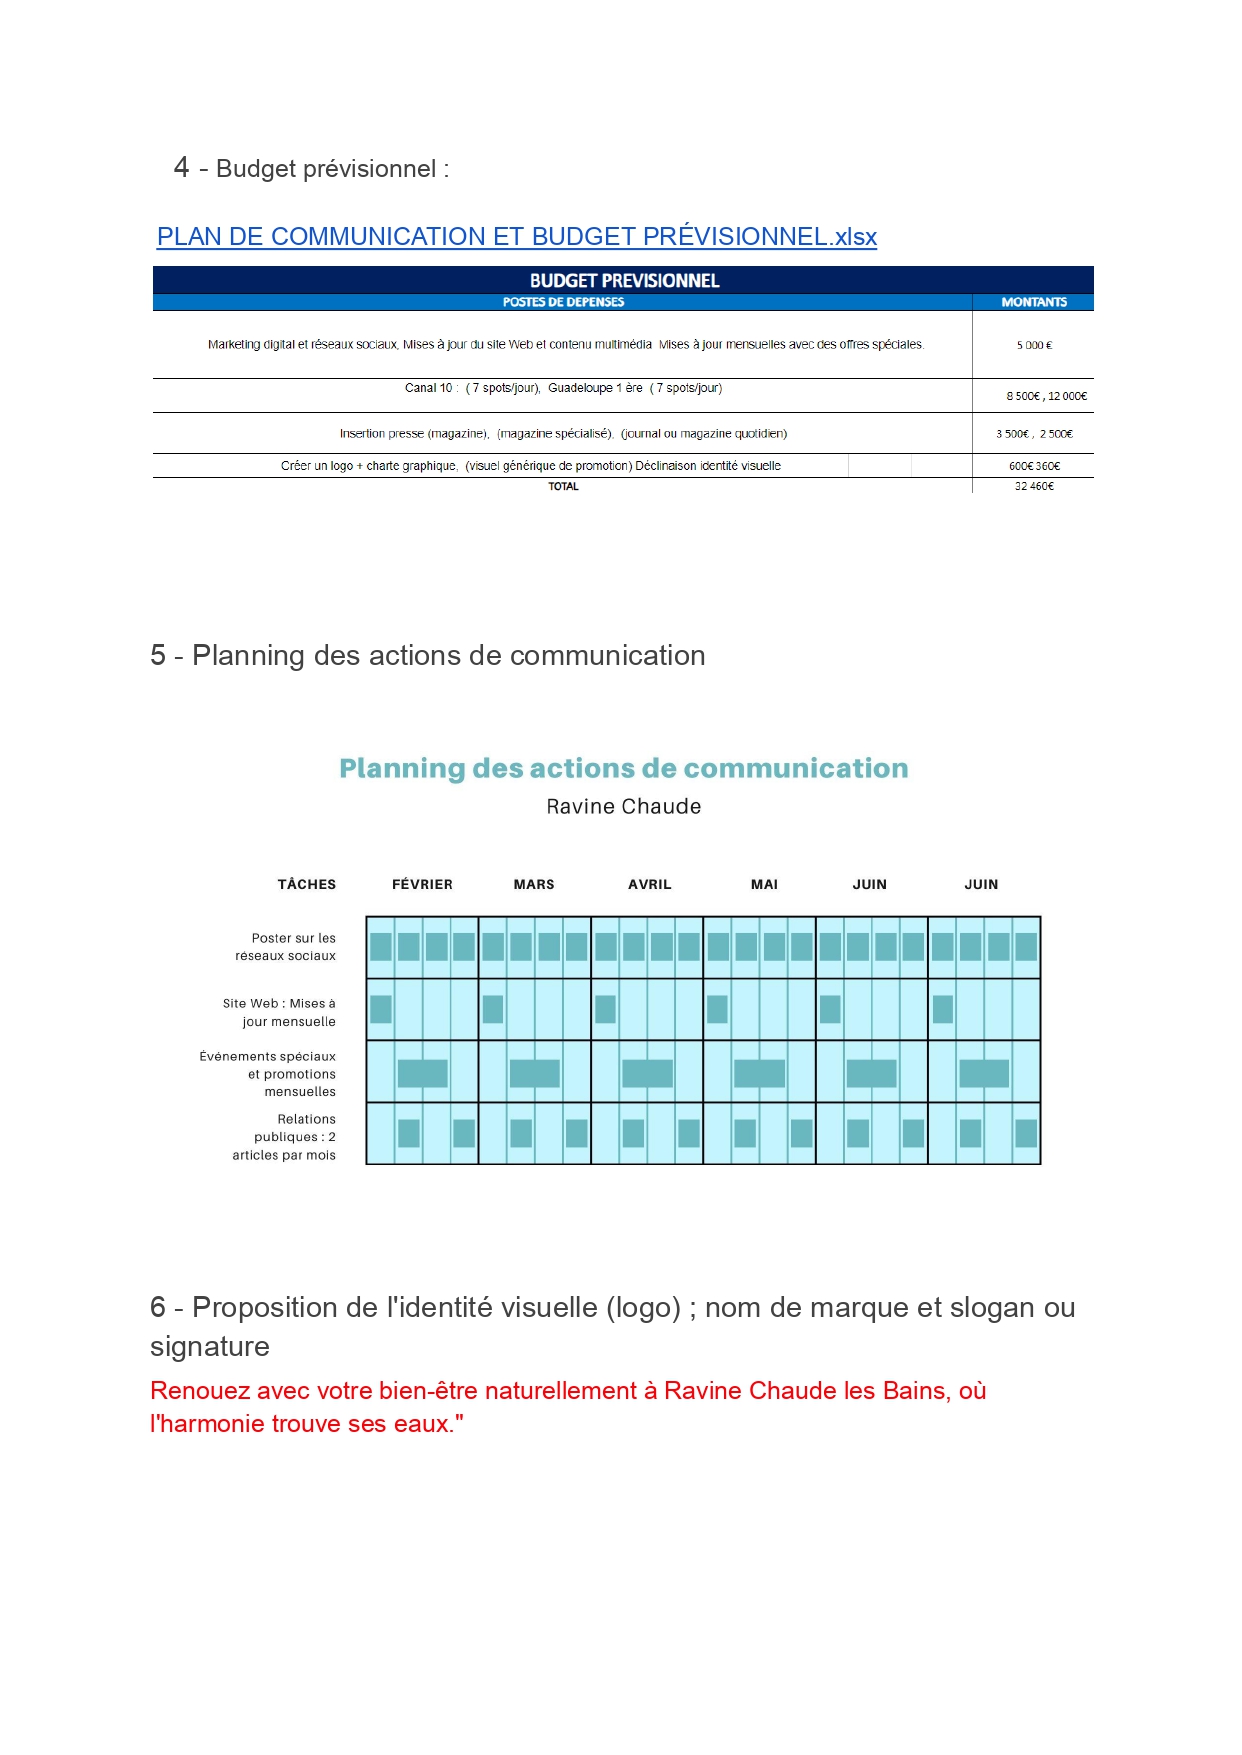 4 - Budget prévisionnel :
PLAN DE COMMUNICATION ET BUDGET PRÉVISIONNEL.xlsx
BUDGET PREVISIONNEL
POSTES DE DEPENSES MONTANTS
Marketing digital et réseaux sociaux, Mises à jour du site Web et contenu multimédia Mises à jour mensuelles avec des offres spéciales. 5 000 €
Canal 10 : ( 7 spots/jour), Guadeloupe 1 ère ( 7 spots/jour) 8 500€ , 12 000€
Insertion presse (magazine), (magazine spécialisé), (journal ou magazine quotidien) 3 500€ , 2 500€
Créer un logo + charte graphique, (visuel générique de promotion) Déclinaison identité visuelle 600€ 360€
TOTAL 32 460€
5 - Planning des actions de communication
Planning des actions de communication
Ravine Chaude
TÂCHES FÉVRIER MARS AVRIL MAI JUIN JUIN
Poster sur les
réseaux sociaux
Site Web : Mises à
jour mensuelle
Événements spéciaux
et promotions
mensuelles
Relations
publiques : 2
articles par mois
6 - Proposition de l'identité visuelle (logo) ; nom de marque et slogan ou
signature
Renouez avec votre bien-être naturellement à Ravine Chaude les Bains, où
l'harmonie trouve ses eaux."